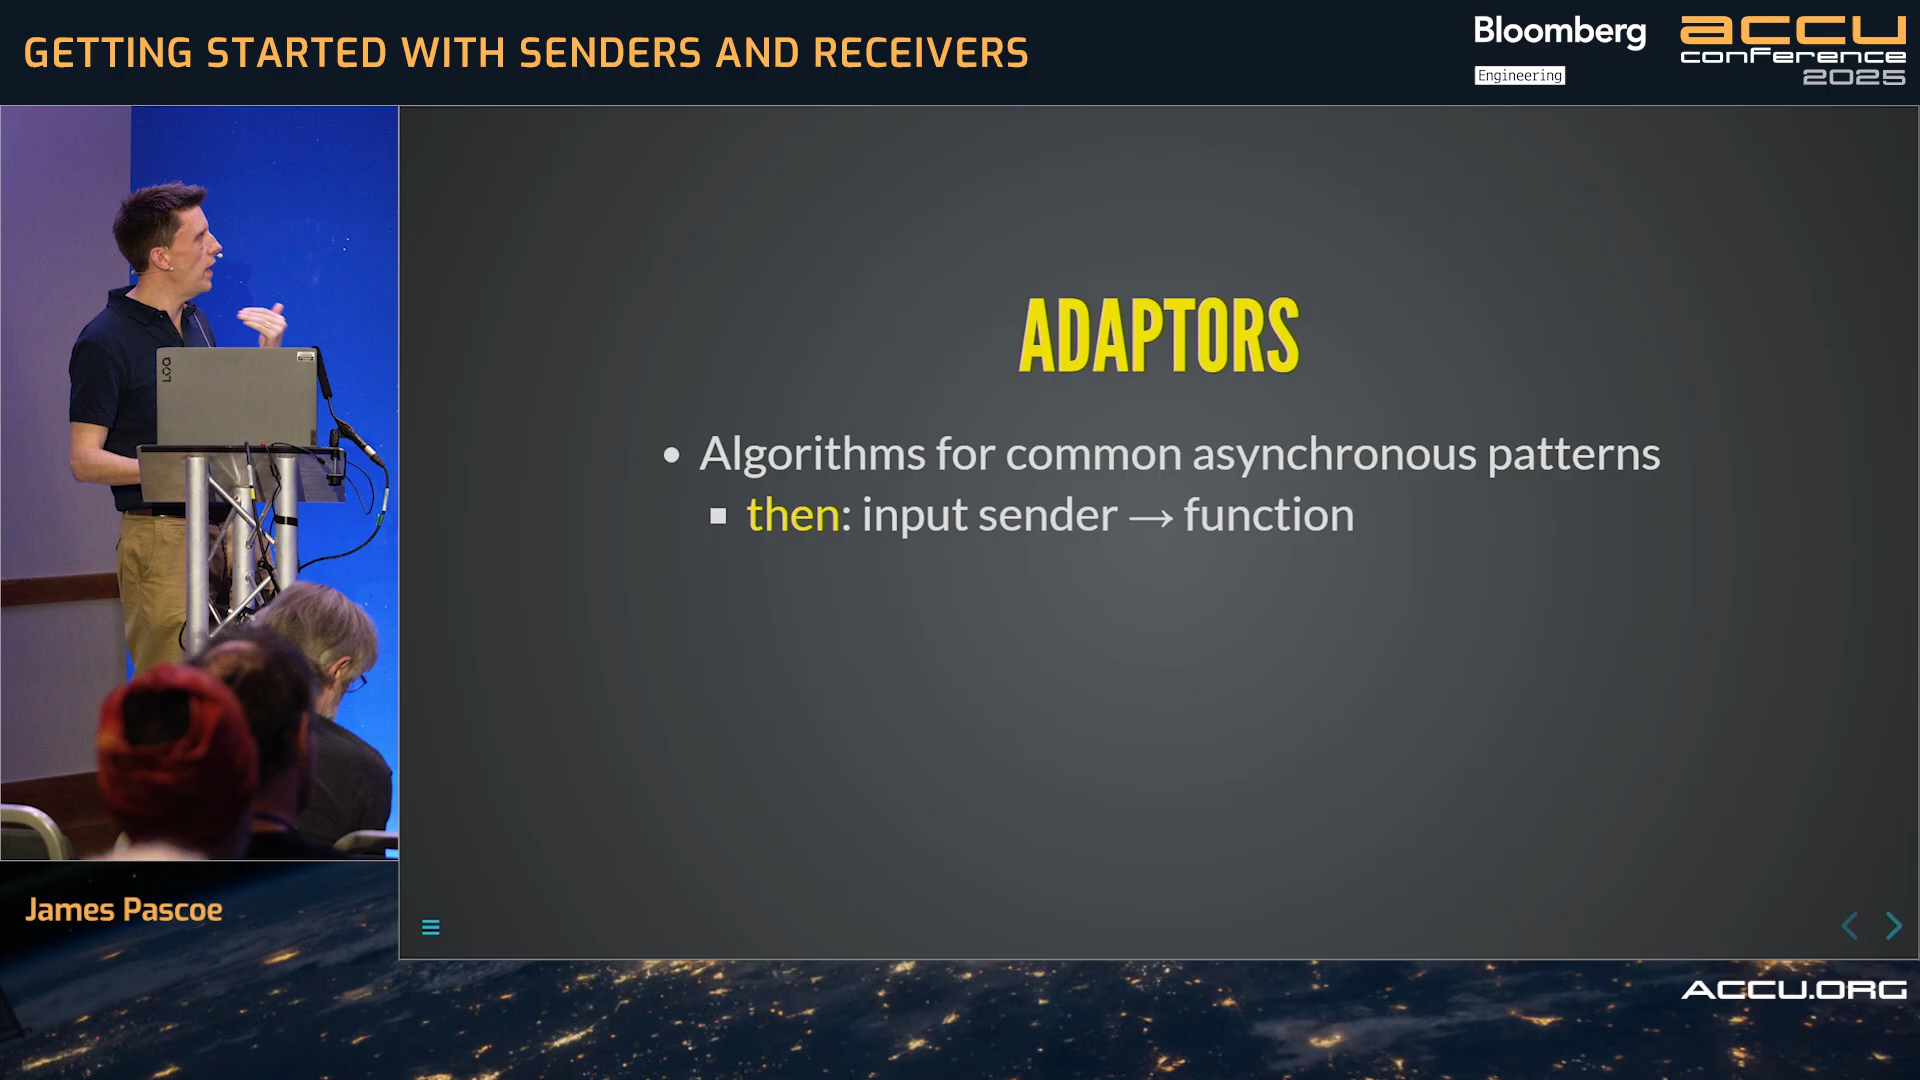 GETTING STARTED WITH SENDERS AND RECEIVERS
Bloomberg
Engineering
accu
conference
2025
LOQ
ADAPTORS
• Algorithms for common asynchronous patterns
▪ then: input sender → function
James Pascoe
ACCU.ORG